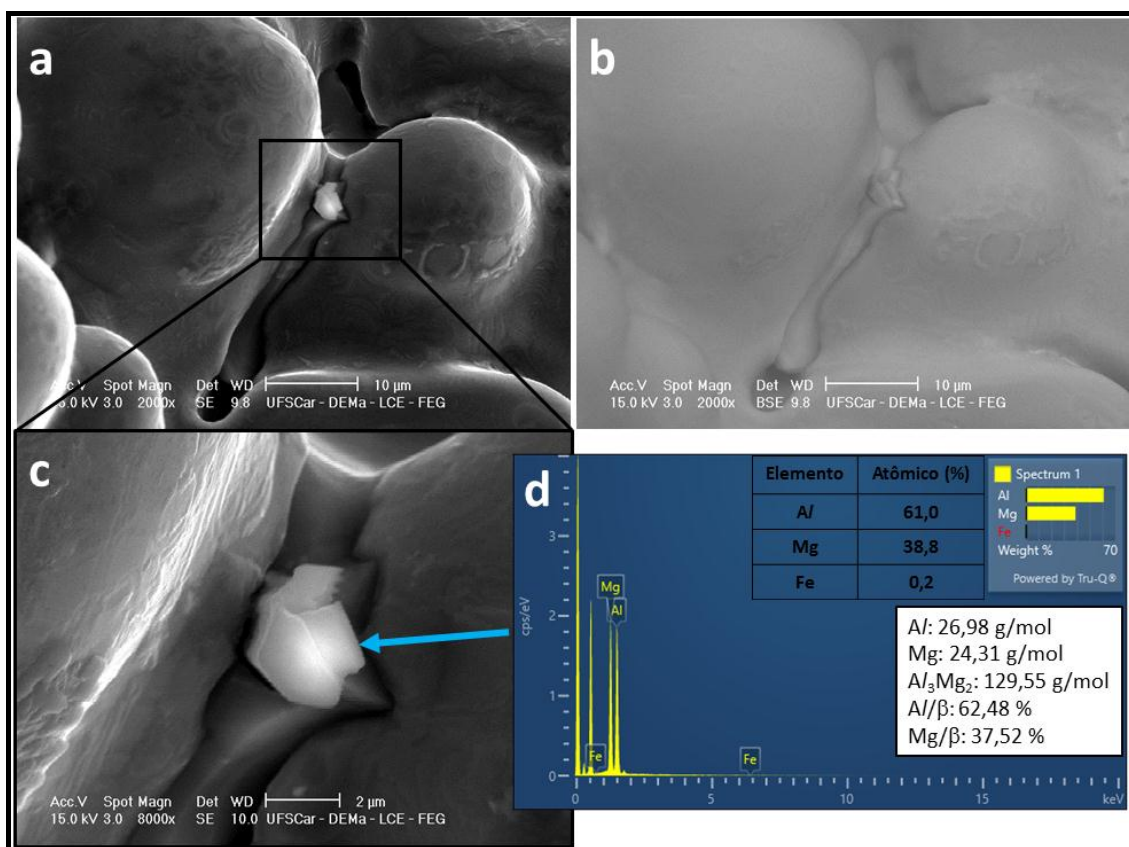 a
Acc.V Spot Magn Det WD 10 µm
5.0 kV 3.0 2000x SE 9.8 UFSCar - DEMa - LCE - FEG
b
Acc.V Spot Magn Det WD 10 µm
15.0 kV 3.0 2000x BSE 9.8 UFSCar - DEMa - LCE - FEG
c
Acc.V Spot Magn Det WD 2 µm
15.0 kV 3.0 8000x SE 10.0 UFSCar - DEMa - LCE - FEG
d
Elemento Atômico (%)
Al 61,0
Mg 38,8
Fe 0,2
Spectrum 1
Al
Mg
Fe
Weight % 70
Powered by Tru-Q®
cps/eV
3
2
1
0
Mg
Al
Fe
Fe
0 5 10 15 keV
Al: 26,98 g/mol
Mg: 24,31 g/mol
Al₃Mg₂: 129,55 g/mol
Al/β: 62,48 %
Mg/β: 37,52 %